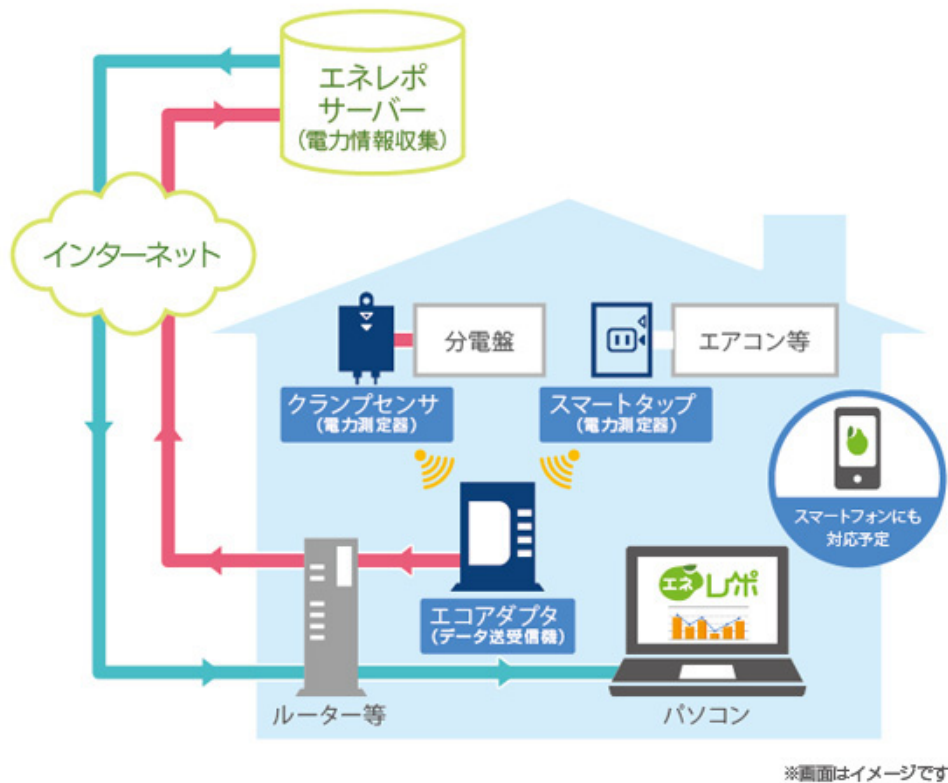 エネレポ
サーバー
(電力情報収集)
インターネット
分電盤
エアコン等
クランプセンサ
(電力測定器)
スマートタップ
(電力測定器)
スマートフォンにも
対応予定
エネレポ
エコアダプタ
(データ送受信機)
ルーター等
パソコン
※画面はイメージです